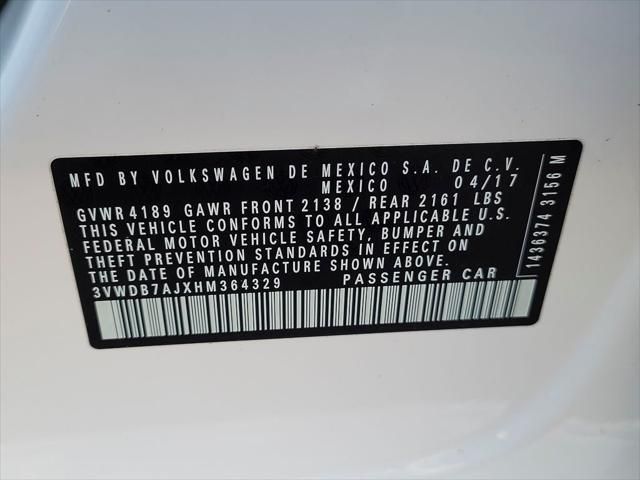 MFD BY VOLKSWAGEN DE MEXICO S.A. DE C.V.
MEXICO 04/17
GVWR 4189 GAWR FRONT 2138 / REAR 2161 LBS
THIS VEHICLE CONFORMS TO ALL APPLICABLE U.S.
FEDERAL MOTOR VEHICLE SAFETY, BUMPER AND
THEFT PREVENTION STANDARDS IN EFFECT ON
THE DATE OF MANUFACTURE SHOWN ABOVE.
3VWDB7AJXHM364329 PASSENGER CAR
1436374 3156 M